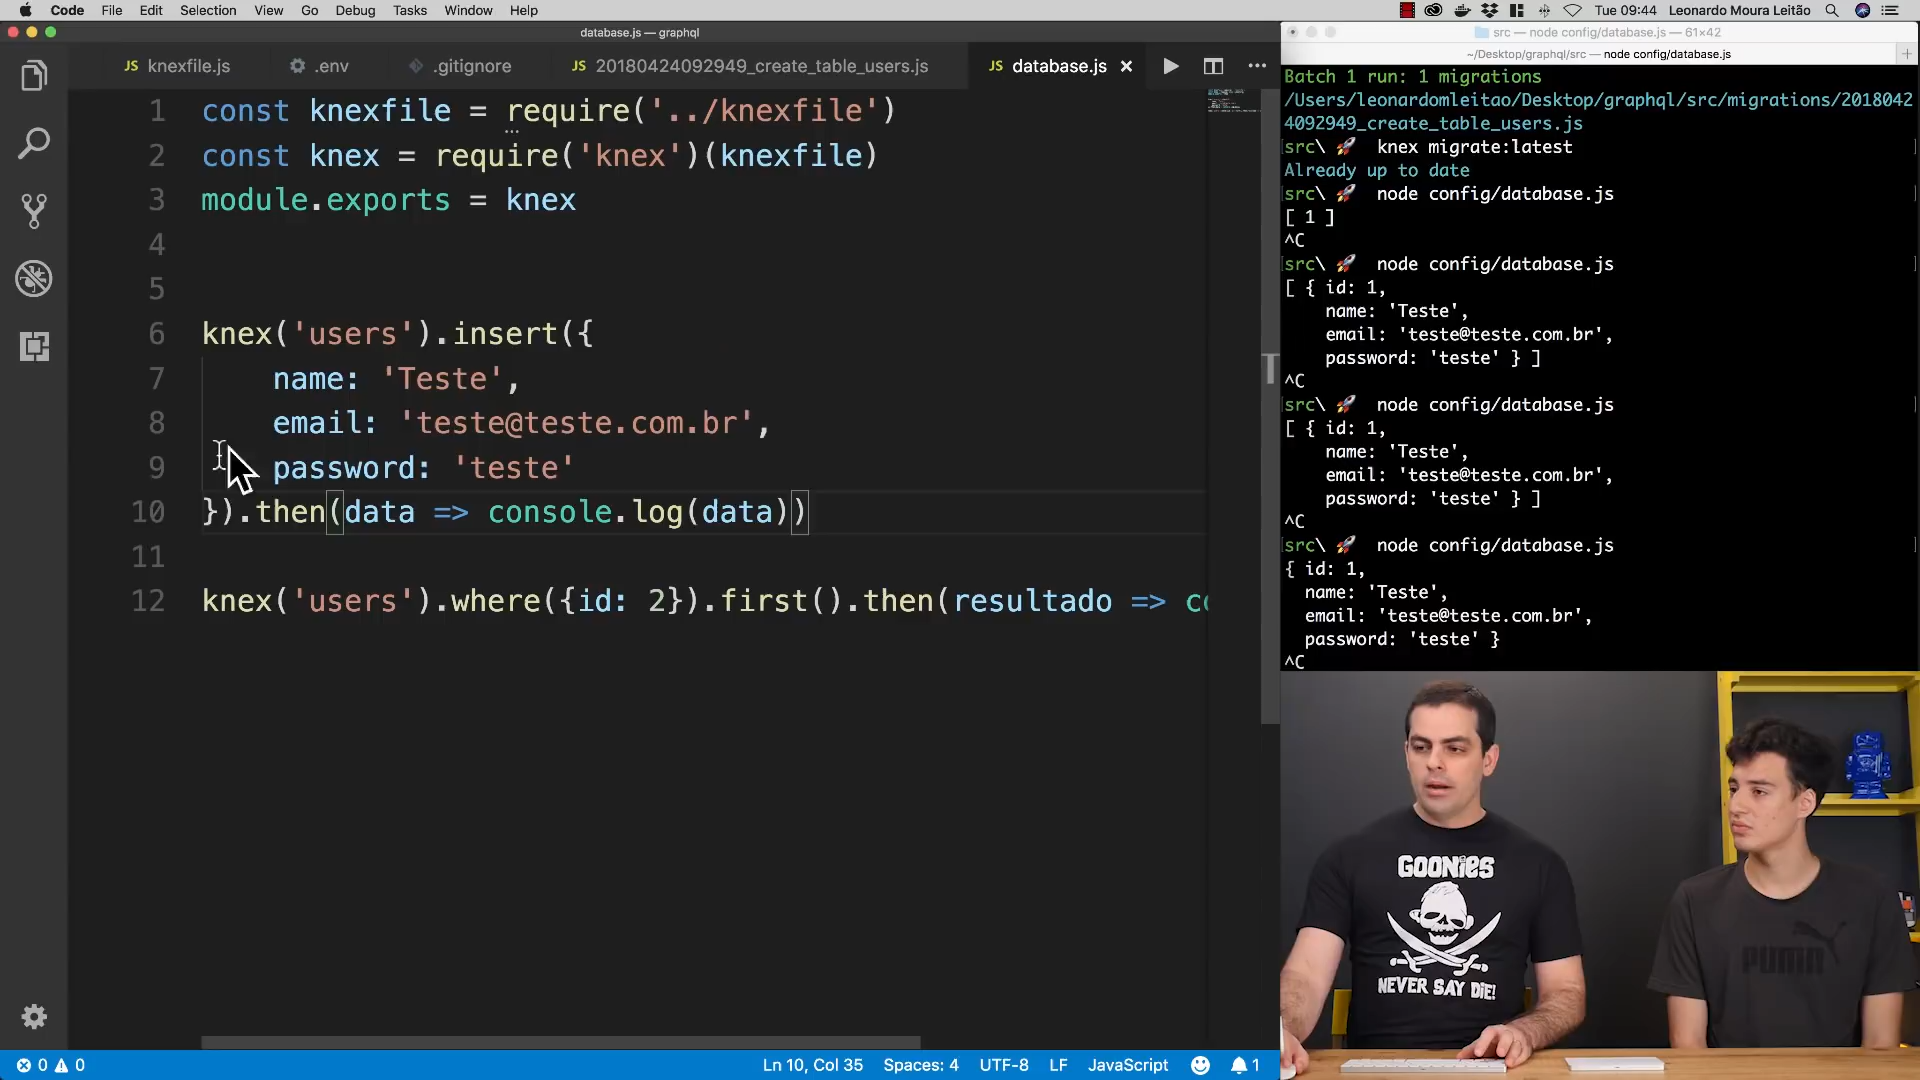 Code File Edit Selection View Go Debug Tasks Window Help
Tue 09:44 Leonardo Moura Leitão
database.js — graphql
JS knexfile.js
.env
.gitignore
JS 20180424092949_create_table_users.js
JS database.js ×
1 const knexfile = require('../knexfile')
2 const knex = require('knex')(knexfile)
3 module.exports = knex
4
5
6 knex('users').insert({
7 name: 'Teste',
8 email: 'teste@teste.com.br',
9 password: 'teste'
10 }).then(data => console.log(data))
11
12 knex('users').where({id: 2}).first().then(resultado => co
0 0
Ln 10, Col 35 Spaces: 4 UTF-8 LF JavaScript 1
src — node config/database.js — 61×42
~/Desktop/graphql/src — node config/database.js
Batch 1 run: 1 migrations
/Users/leonardomleitao/Desktop/graphql/src/migrations/2018042
4092949_create_table_users.js
src\ 🚀 knex migrate:latest
Already up to date
src\ 🚀 node config/database.js
[ 1 ]
^C
src\ 🚀 node config/database.js
[ { id: 1,
name: 'Teste',
email: 'teste@teste.com.br',
password: 'teste' } ]
^C
src\ 🚀 node config/database.js
[ { id: 1,
name: 'Teste',
email: 'teste@teste.com.br',
password: 'teste' } ]
^C
src\ 🚀 node config/database.js
{ id: 1,
name: 'Teste',
email: 'teste@teste.com.br',
password: 'teste' }
^C
GOONIES
NEVER SAY DIE!
PUMA